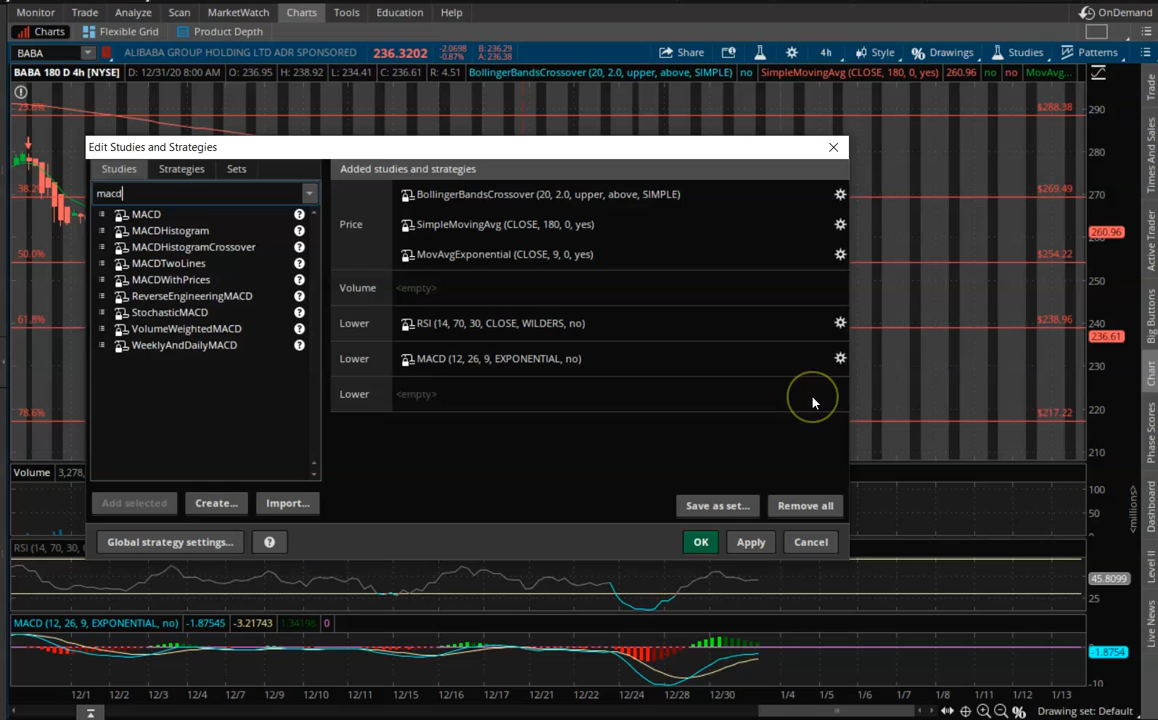 Monitor Trade Analyze Scan MarketWatch Charts Tools Education Help OnDemand
Charts Flexible Grid Product Depth
BABA ALIBABA GROUP HOLDING LTD ADR SPONSORED 236.3202 -2.0698 -0.87% B: 236.29 A: 236.38 Share 4h Style Drawings Studies Patterns
BABA 180 D 4h [NYSE] D: 12/31/20 8:00 AM O: 236.95 H: 238.92 L: 234.41 C: 236.61 R: 4.51 BollingerBandsCrossover (20, 2.0, upper, above, SIMPLE) no SimpleMovingAvg (CLOSE, 180, 0, yes) 260.96 no no MovAvg...
23.6% $288.38 290
280
38.2% $269.49 270
260.96
50.0% $254.22
250
61.8% $238.96 240
236.61
230
220
78.6% $217.22
210
Edit Studies and Strategies
Studies Strategies Sets
macd
MACD
MACDHistogram
MACDHistogramCrossover
MACDTwoLines
MACDWithPrices
ReverseEngineeringMACD
StochasticMACD
VolumeWeightedMACD
WeeklyAndDailyMACD
Add selected Create... Import...
Added studies and strategies
Price
BollingerBandsCrossover (20, 2.0, upper, above, SIMPLE)
SimpleMovingAvg (CLOSE, 180, 0, yes)
MovAvgExponential (CLOSE, 9, 0, yes)
Volume <empty>
Lower RSI (14, 70, 30, CLOSE, WILDERS, no)
Lower MACD (12, 26, 9, EXPONENTIAL, no)
Lower <empty>
Save as set... Remove all
Global strategy settings... ? OK Apply Cancel
Volume 3,278,
100
50
<millions>
RSI (14, 70, 30,
45.8099
25
MACD (12, 26, 9, EXPONENTIAL, no) -1.87545 -3.21743 1.34198 0
-1.8754
-10
12/1 12/2 12/3 12/4 12/7 12/9 12/10 12/11 12/15 12/16 12/17 12/21 12/22 12/24 12/28 12/30 1/4 1/5 1/6 1/7 1/8 1/11 1/12 1/13
Drawing set: Default
Trade
Times And Sales
Active Trader
Big Buttons
Chart
Phase Scores
Dashboard
Level II
Live News